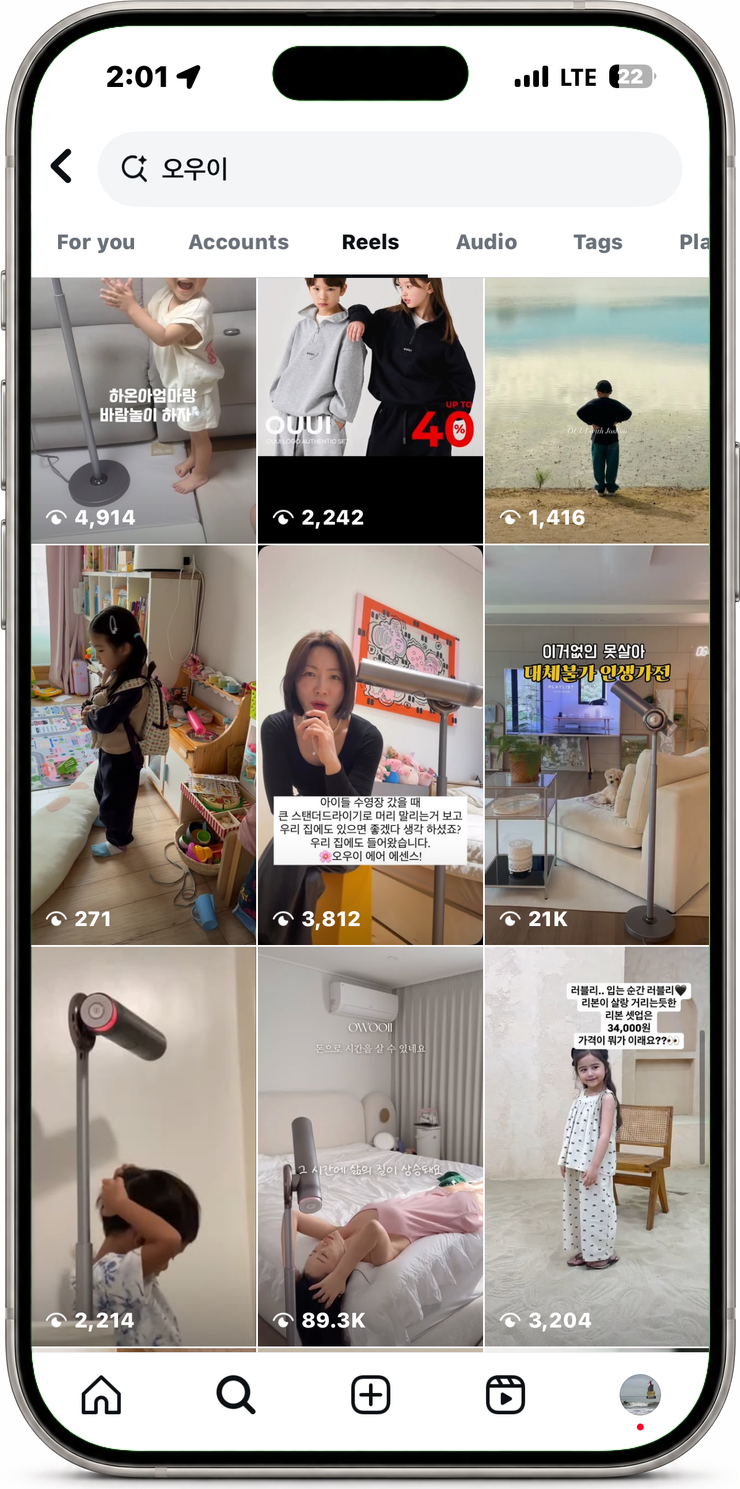 2:01
LTE
22
오우이
For you
Accounts
Reels
Audio
Tags
Pla
하온아엄마랑
바람놀이 하자
4,914
OUUI
OUUI LOGO AUTHENTIC SET
UP TO
40%
2,242
OUUI with Joshua
1,416
271
아이들 수영장 갔을 때
큰 스탠더드라이기로 머리 말리는거 보고
우리 집에도 있으면 좋겠다 생각 하셨죠?
우리 집에도 들어왔습니다.
🌸오우이 에어 에센스!
3,812
이거없인 못살아
대체불가 인생가전
PLAYLIST
21K
2,214
OWOOII
돈으로 시간을 살 수 있네요
그 시간에 삶의 질이 상승돼요
89.3K
러블리.. 입는 순간 러블리🖤
리본이 살랑 거리는듯한
리본 셋업은
34,000원
가격이 뭐가 이래요??👀
3,204